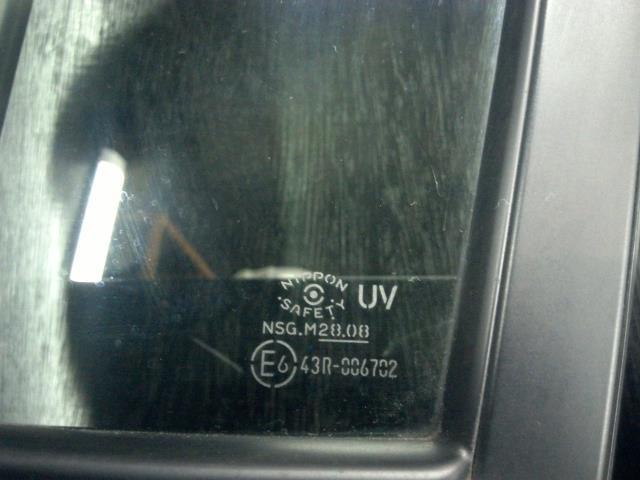 NIPPON
·SAFETY·
UV
NSG.M28.08
E6 43R-006702